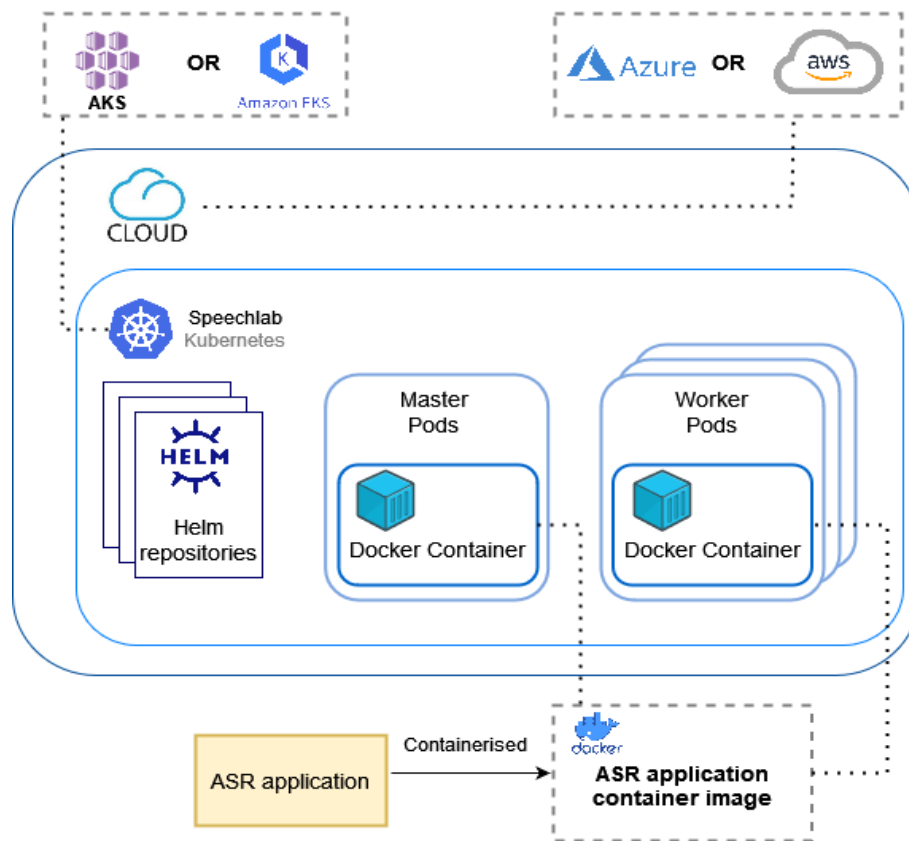 OR
AKS
K
Amazon EKS
Azure
OR
aws
CLOUD
Speechlab
Kubernetes
HELM
Helm
repositories
Master
Pods
Docker Container
Worker
Pods
Docker Container
ASR application
Containerised
docker
ASR application
container image